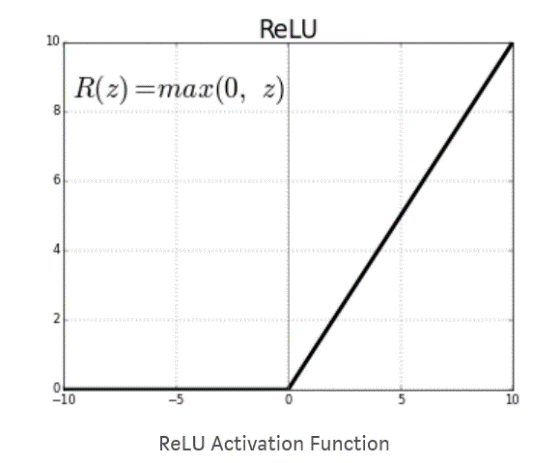 ReLU
10
R(z) =max(0, z)
8
6
4
2
0
−10 −5 0 5 10
ReLU Activation Function